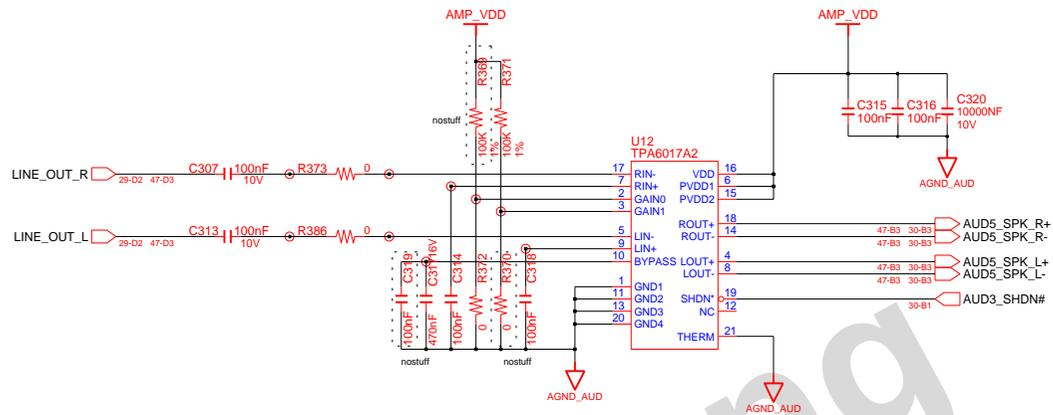 AMP_VDD
AMP_VDD
R369
R371
nostuff
100K
1%
100K
1%
C315
100nF
C316
100nF
C320
10000NF
10V
AGND_AUD
U12
TPA6017A2
LINE_OUT_R
29-D2 47-D3
C307
100nF
10V
R373
0
LINE_OUT_L
29-D2 47-D3
C313
100nF
10V
R386
0
17 RIN-
7 RIN+
2 GAIN0
3 GAIN1
5 LIN-
9 LIN+
10 BYPASS
1 GND1
11 GND2
13 GND3
20 GND4
VDD 16
PVDD1 6
PVDD2 15
ROUT+ 18
ROUT- 14
LOUT+ 4
LOUT- 8
SHDN* 19
NC 12
THERM 21
47-B3 30-B3
AUD5_SPK_R+
47-B3 30-B3
AUD5_SPK_R-
47-B3 30-B3
AUD5_SPK_L+
47-B3 30-B3
AUD5_SPK_L-
30-B1
AUD3_SHDN#
C319
100nF
C317
16V
470nF
C314
100nF
R372
0
R370
0
C318
100nF
nostuff
nostuff
AGND_AUD
AGND_AUD
ng